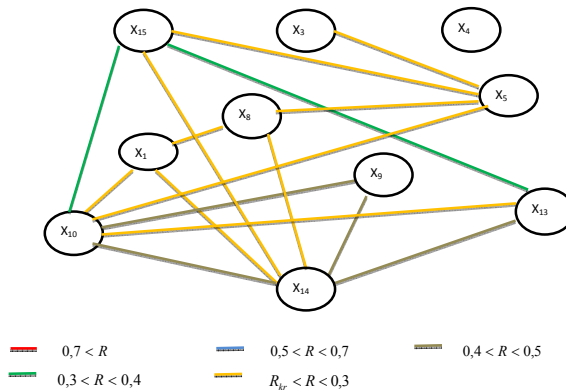 X15
X3
X4
X5
X8
X1
X9
X13
X10
X14
0,7 < R
0,5 < R < 0,7
0,4 < R < 0,5
0,3 < R < 0,4
Rkr < R < 0,3